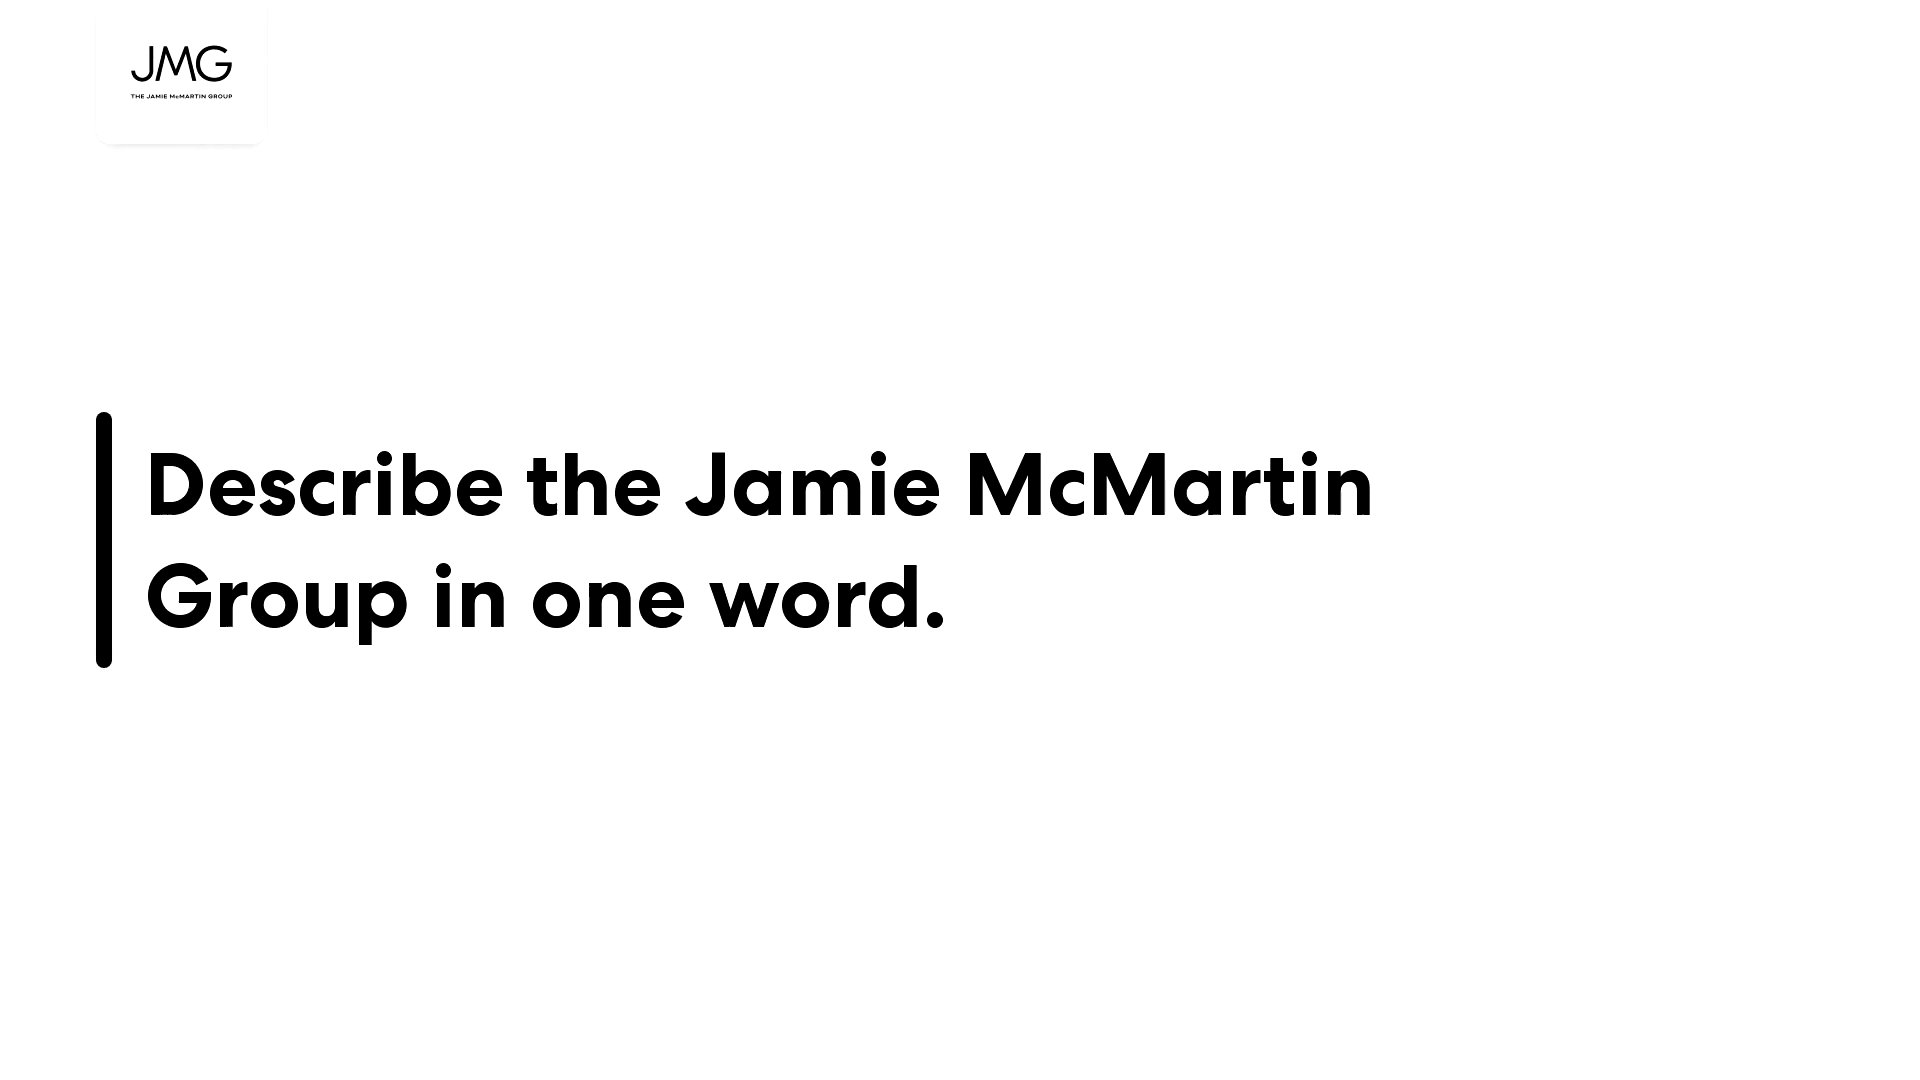 JMG
THE JAMIE McMARTIN GROUP
Describe the Jamie McMartin
Group in one word.